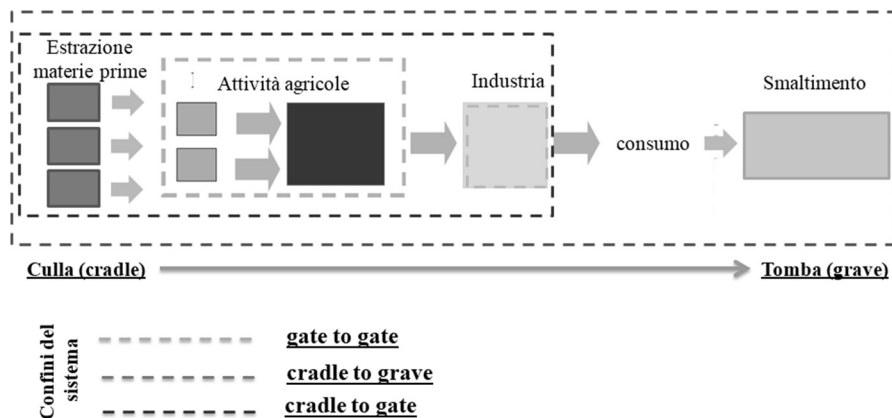 Estrazione
materie prime
Attività agricole
Industria
consumo
Smaltimento
Culla (cradle)
Tomba (grave)
Confini del
sistema
gate to gate
cradle to grave
cradle to gate